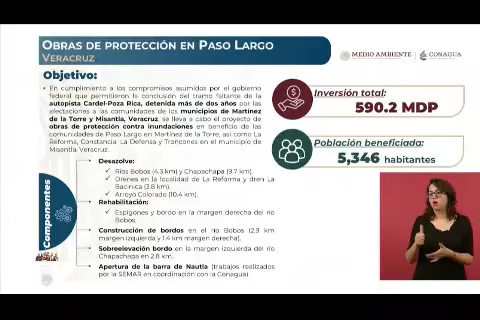 OBRAS DE PROTECCIÓN EN PASO LARGO
VERACRUZ
MEDIO AMBIENTE
CONAGUA
Objetivo:
En cumplimiento a los compromisos asumidos por el gobierno
federal que permitieron la conclusión del tramo faltante de la
autopista Cardel-Poza Rica, detenida más de dos años por las
afectaciones a las comunidades de los municipios de Martínez
de la Torre y Misantla, Veracruz, se lleva a cabo el proyecto de
obras de protección contra inundaciones en beneficio de las
comunidades de Paso Largo en Martínez de la Torre, así como La
Reforma, Constancia La Defensa y Troncones en el municipio de
Misantla, Veracruz.
Inversión total:
590.2 MDP
Población beneficiada:
5,346 habitantes
Componentes
Desazolve:
✓ Ríos Bobos (4.3 km) y Chapachapa (9.7 km).
✓ Drenes en la localidad de La Reforma y dren La
Bacinica (3.8 km).
✓ Arroyo Colorado (10.4 km).
Rehabilitación:
✓ Espigones y bordo en la margen derecha del río
Bobos.
Construcción de bordos en el río Bobos (2.9 km
margen izquierda y 1.4 km margen derecha).
Sobreelevación bordo en la margen izquierda del río
Chapachapa en 2.8 km.
Apertura de la barra de Nautla (trabajos realizados
por la SEMAR en coordinación con la Conagua)